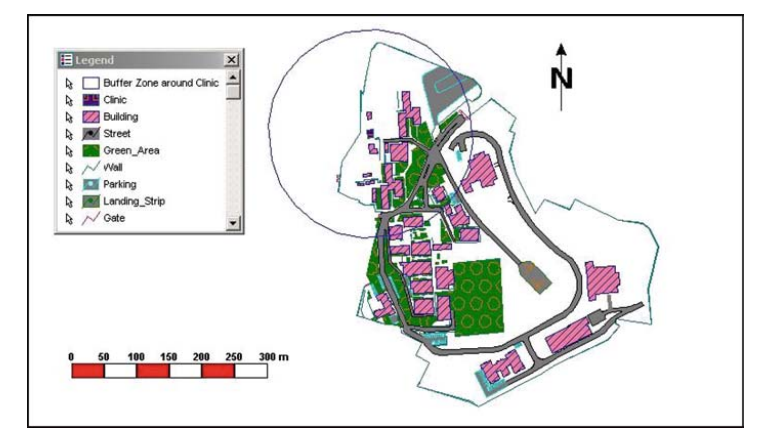 Legend
Buffer Zone around Clinic
Clinic
Building
Street
Green_Area
Wall
Parking
Landing_Strip
Gate
N
0 50 100 150 200 250 300 m